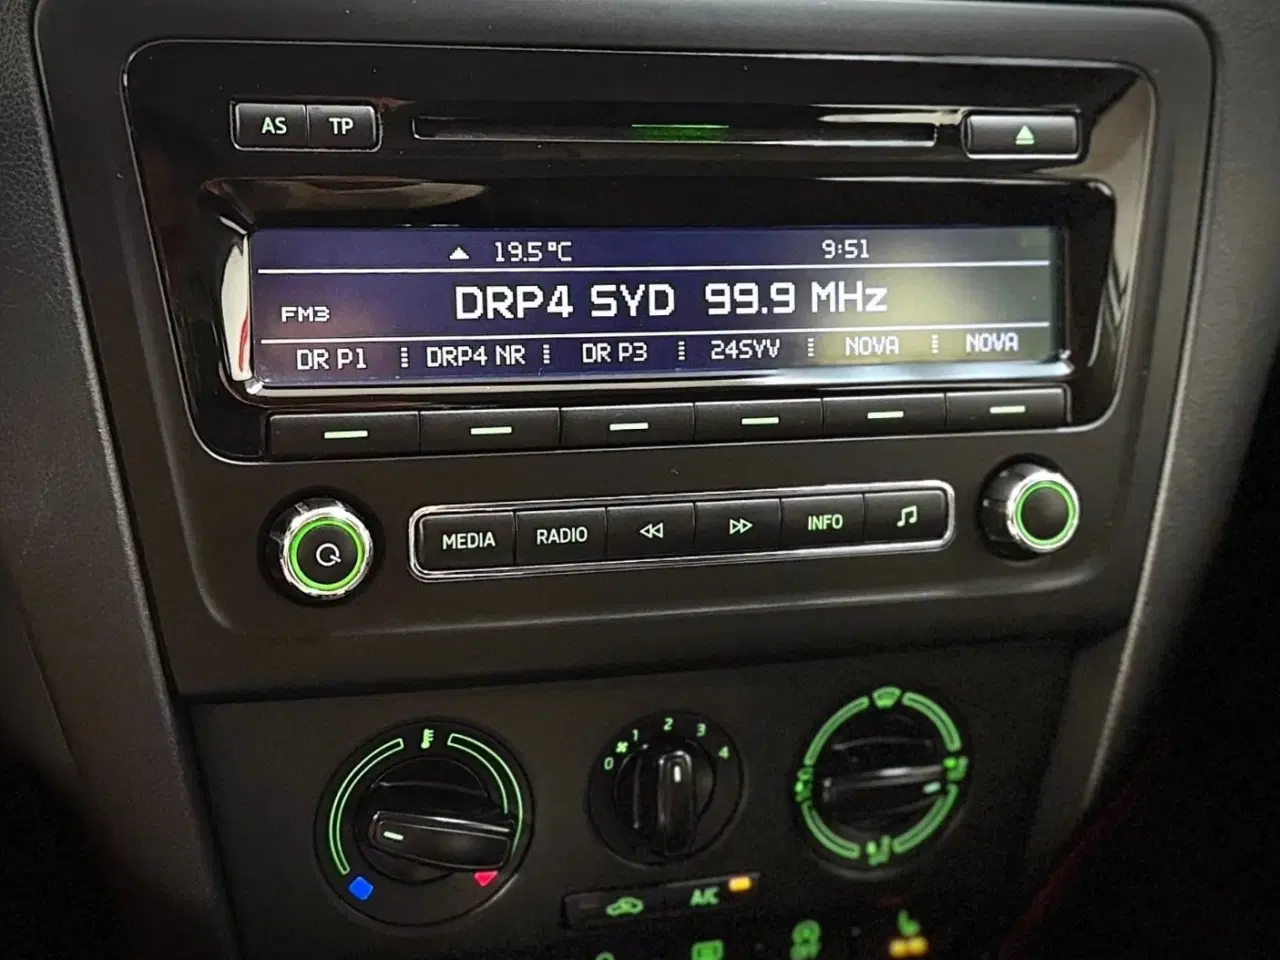 AS TP
19.5°C 9:51
FM3 DRP4 SYD 99.9 MHz
DR P1 DRP4 NR DR P3 24SYV NOVA NOVA
MEDIA RADIO INFO
0 1 2 3 4
A/C